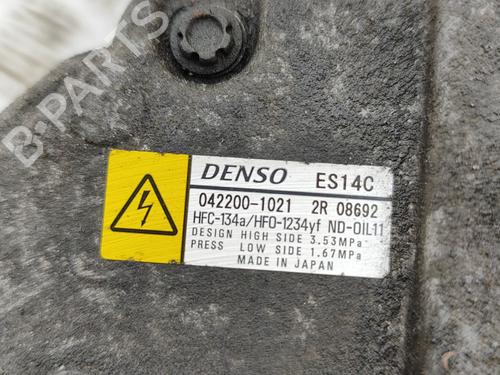 B-PARTS
DENSO ES14C
042200-1021 2R 08692
HFC-134a/HFO-1234yf ND-OIL11
DESIGN HIGH SIDE 3.53MPa
PRESS LOW SIDE 1.67MPa
MADE IN JAPAN